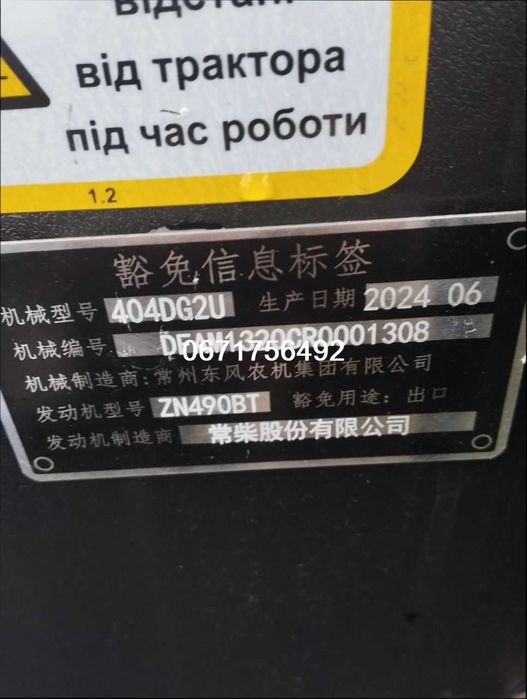 відстані
від трактора
під час роботи
1.2
豁免信息标签
机械型号 404DG2U 生产日期 2024 06
机械编号
0671756492
机械制造商：常州东风农机集团有限公司
发动机型号 ZN490BT 豁免用途：出口
发动机制造商 常柴股份有限公司